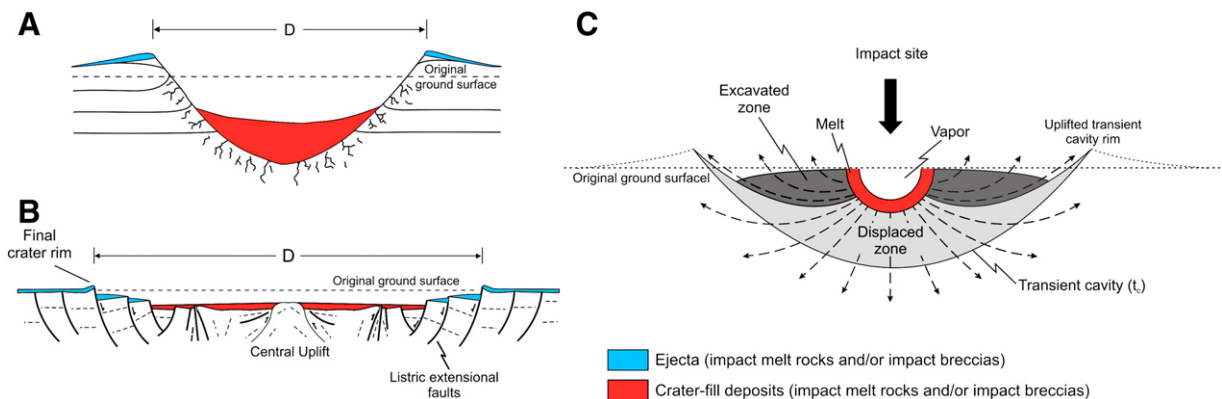 A
D
Original
ground surface
B
Final
crater rim
D
Original ground surface
Central Uplift
Listric extensional
faults
C
Impact site
Excavated
zone
Melt
Vapor
Uplifted transient
cavity rim
Original ground surfacel
Displaced
zone
Transient cavity (tc)
Ejecta (impact melt rocks and/or impact breccias)
Crater-fill deposits (impact melt rocks and/or impact breccias)